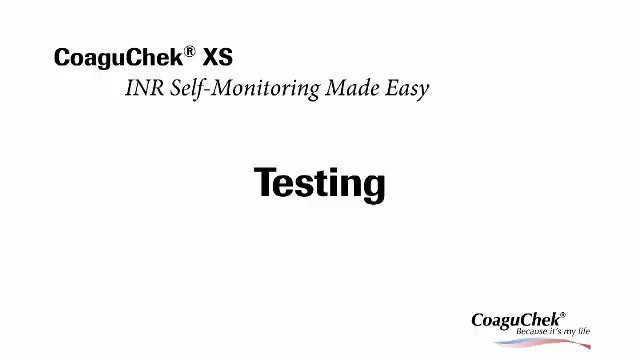 CoaguChek® XS
INR Self-Monitoring Made Easy
Testing
CoaguChek®
Because it's my life